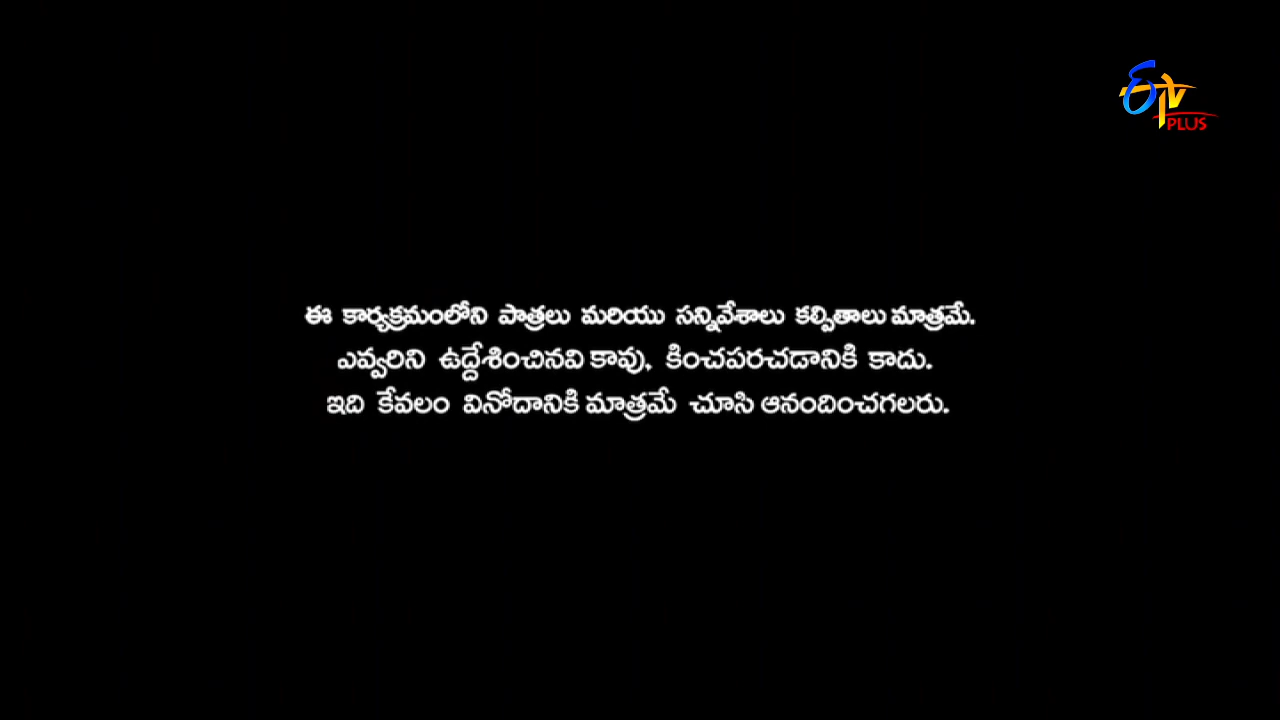 ETV
PLUS
ఈ కార్యక్రమంలోని పాత్రలు మరియు సన్నివేశాలు కల్పితాలు మాత్రమే.
ఎవ్వరిని ఉద్దేశించినవి కావు. కించపరచడానికి కాదు.
ఇది కేవలం వినోదానికి మాత్రమే చూసి ఆనందించగలరు.